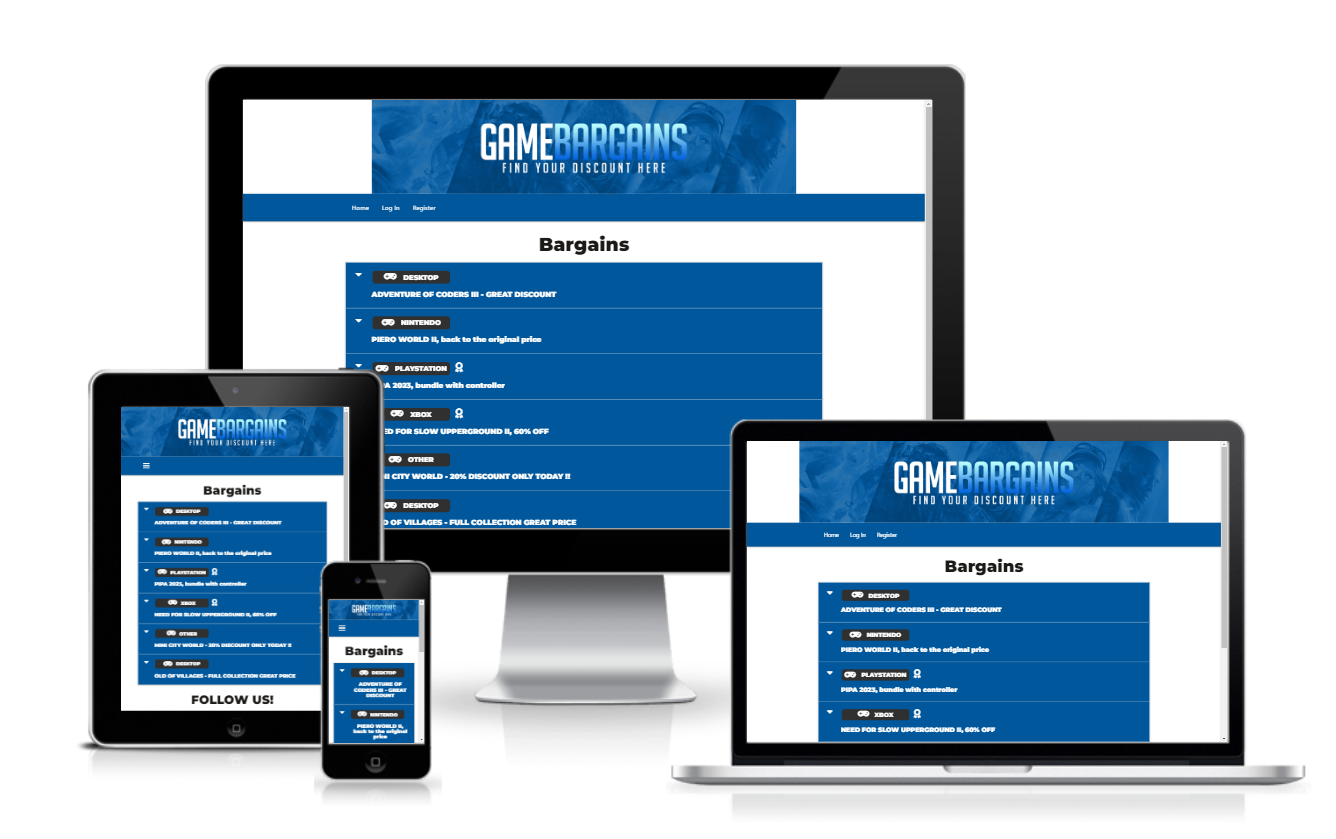 GAMEBARGAINS
FIND YOUR DISCOUNT HERE
Home Log In Register
Bargains
DESKTOP
ADVENTURE OF CODERS III - GREAT DISCOUNT
NINTENDO
PIERO WORLD II, back to the original price
PLAYSTATION
PA 2023, bundle with controller
XBOX
ED FOR SLOW UPPERGROUND II, 60% OFF
OTHER
NI CITY WORLD - 20% DISCOUNT ONLY TODAY !!
DESKTOP
D OF VILLAGES - FULL COLLECTION GREAT PRICE
GAMEBARGAINS
FIND YOUR DISCOUNT HERE
Bargains
DESKTOP
ADVENTURE OF CODERS III - GREAT DISCOUNT
NINTENDO
PIERO WORLD II, back to the original price
PLAYSTATION
PIPA 2023, bundle with controller
XBOX
NEED FOR SLOW UPPERGROUND II, 60% OFF
OTHER
MINI CITY WORLD - 20% DISCOUNT ONLY TODAY !!
DESKTOP
OLD OF VILLAGES - FULL COLLECTION GREAT PRICE
FOLLOW US!
GAMEBARGAINS
Bargains
DESKTOP
ADVENTURE OF
CODERS III - GREAT
DISCOUNT
NINTENDO
PIERO WORLD II,
back to the original
price
GAMEBARGAINS
FIND YOUR DISCOUNT HERE
Home Log In Register
Bargains
DESKTOP
ADVENTURE OF CODERS III - GREAT DISCOUNT
NINTENDO
PIERO WORLD II, back to the original price
PLAYSTATION
PIPA 2023, bundle with controller
XBOX
NEED FOR SLOW UPPERGROUND II, 60% OFF